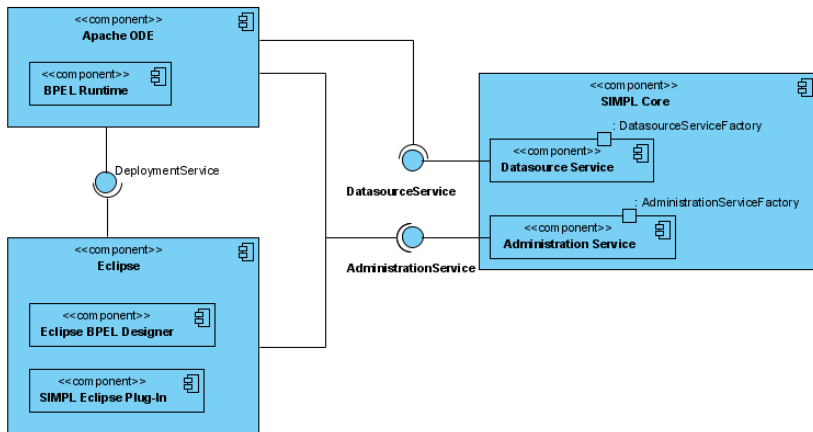 <<component>>
Apache ODE
<<component>>
BPEL Runtime
DeploymentService
<<component>>
Eclipse
<<component>>
Eclipse BPEL Designer
<<component>>
SIMPL Eclipse Plug-In
DatasourceService
AdministrationService
<<component>>
SIMPL Core
: DatasourceServiceFactory
<<component>>
Datasource Service
: AdministrationServiceFactory
<<component>>
Administration Service